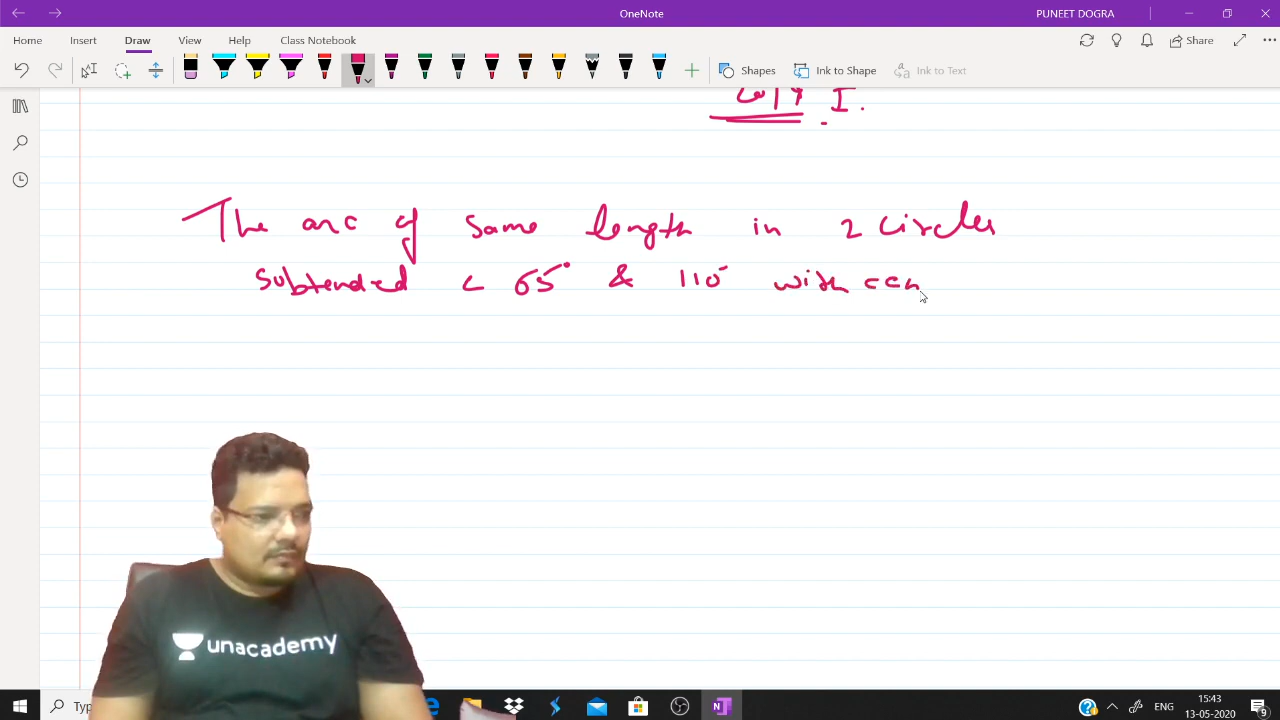 OneNote
PUNEET DOGRA
Home Insert Draw View Help Class Notebook
Share
Shapes Ink to Shape Ink to Text
I.
The arc of same length in 2 circles
subtended < 65° & 110° with cen
unacademy
ENG
15:43
13-05-2020
9